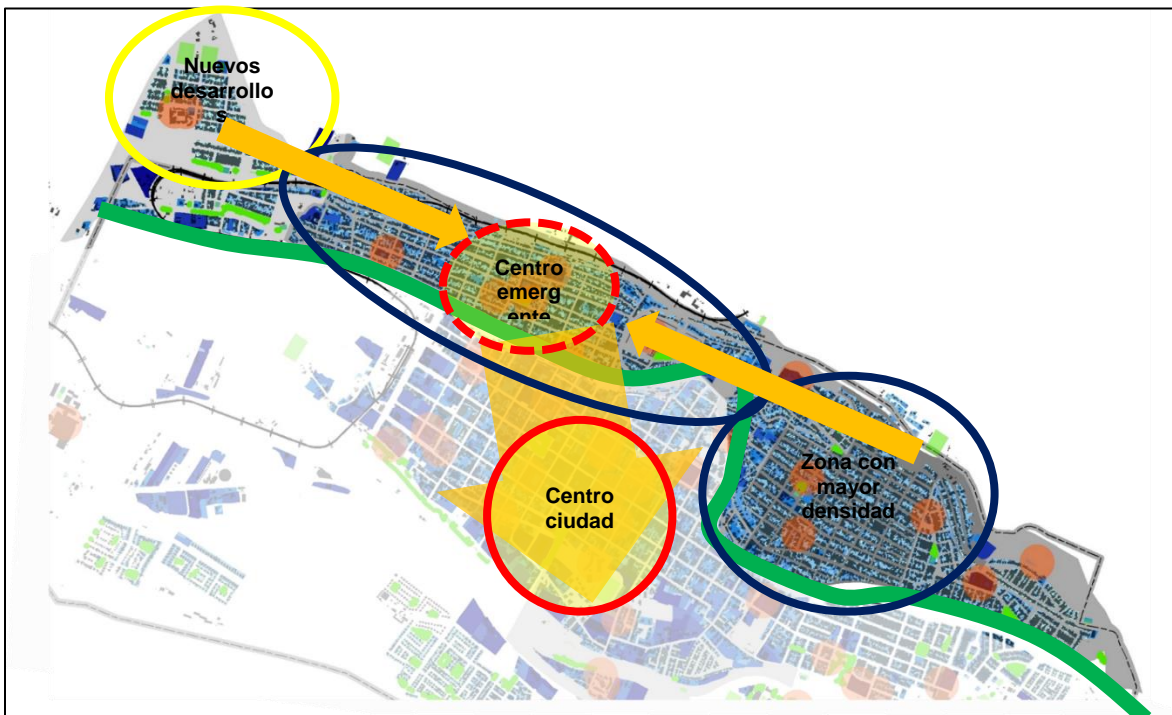 Nuevos
desarrollo
s
Centro
emerg
ente
Centro
ciudad
Zona con
mayor
densidad